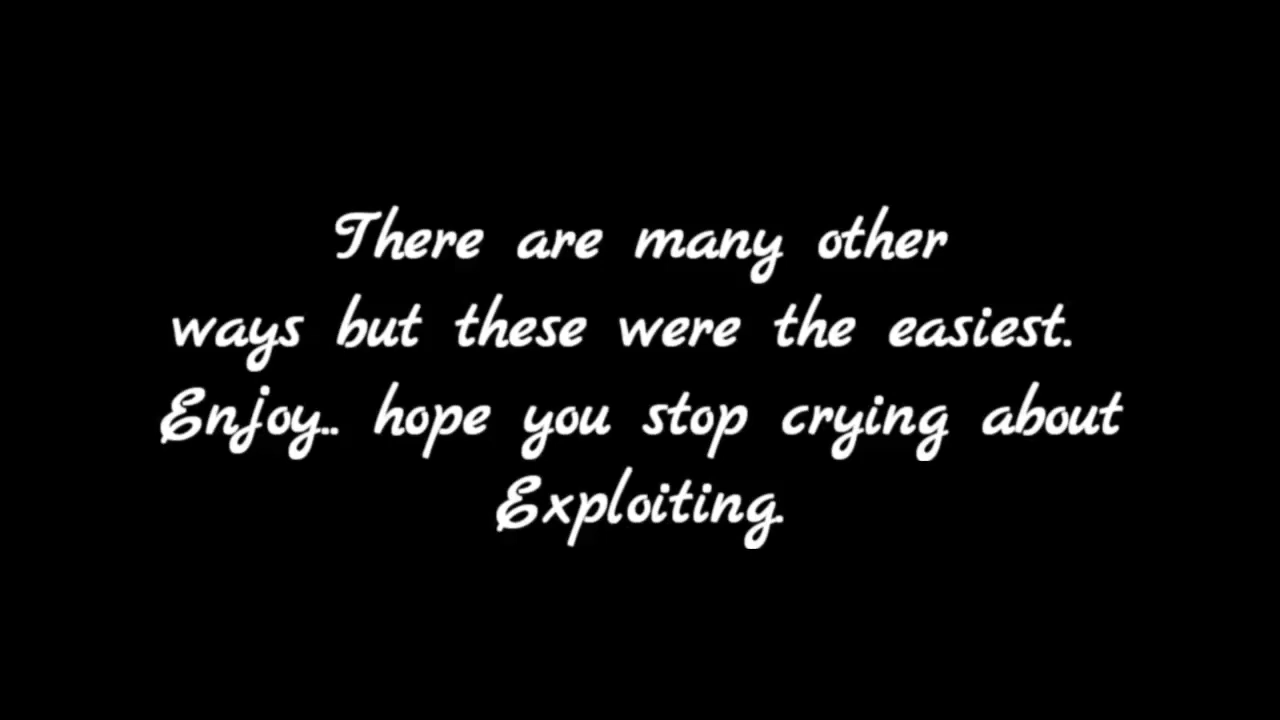 There are many other
ways but these were the easiest.
Enjoy.. hope you stop crying about
Exploiting.